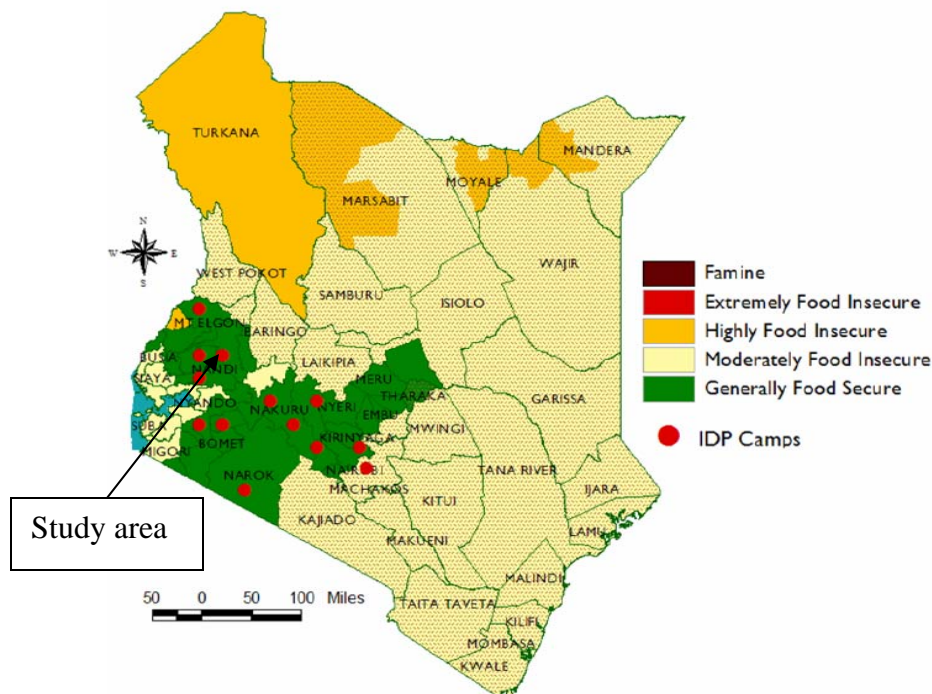 TURKANA
MANDERA
MOYALE
MARSABIT
N
W E
S
WAJIR
WEST POKOT
SAMBURU
ISIOLO
Famine
Extremely Food Insecure
Highly Food Insecure
Moderately Food Insecure
Generally Food Secure
IDP Camps
MT ELGON
BARINGO
BUSIA
NANDI
LAIKIPIA
MERU
THARAKA
NYANDO
NAKURU
NYERI
EMBU
GARISSA
SUBA
BOMET
KIRINYAGA
MWINGI
MIGORI
NAROK
NAIROBI
TANA RIVER
MACHAKOS
KITUI
IJARA
Study area
KAJIADO
LAMU
MAKUENI
MALINDI
50 0 50 100 Miles
TAITA TAVETA
KILIFI
MOMBASA
KWALE